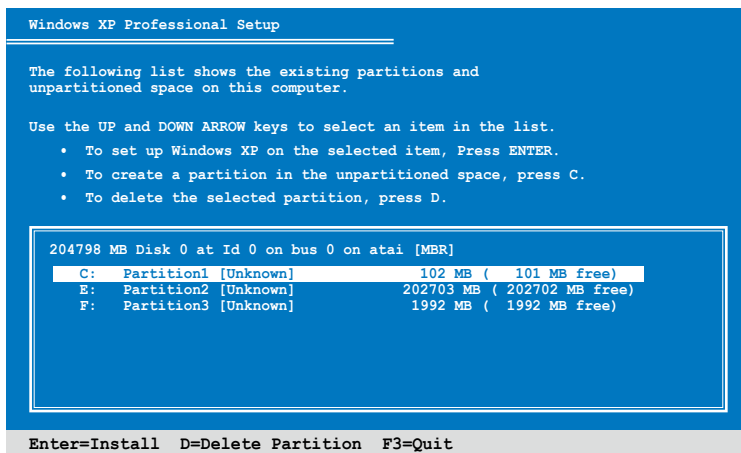 Windows XP Professional Setup
The following list shows the existing partitions and
unpartitioned space on this computer.
Use the UP and DOWN ARROW keys to select an item in the list.
• To set up Windows XP on the selected item, Press ENTER.
• To create a partition in the unpartitioned space, press C.
• To delete the selected partition, press D.
204798 MB Disk 0 at Id 0 on bus 0 on atai [MBR]
C: Partition1 [Unknown] 102 MB ( 101 MB free)
E: Partition2 [Unknown] 202703 MB ( 202702 MB free)
F: Partition3 [Unknown] 1992 MB ( 1992 MB free)
Enter=Install D=Delete Partition F3=Quit